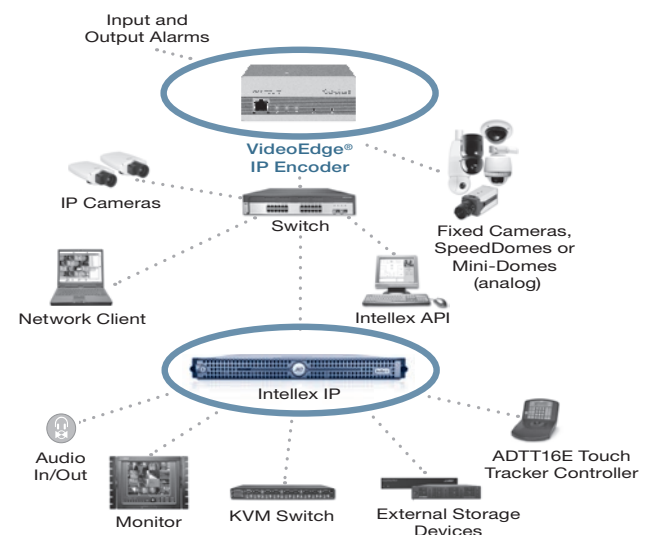 Input and
Output Alarms
VideoEdge®
IP Encoder
IP Cameras
Switch
Fixed Cameras,
SpeedDomes or
Mini-Domes
(analog)
Network Client
Intellex API
Intellex IP
Audio
In/Out
Monitor
KVM Switch
External Storage
Devices
ADTT16E Touch
Tracker Controller